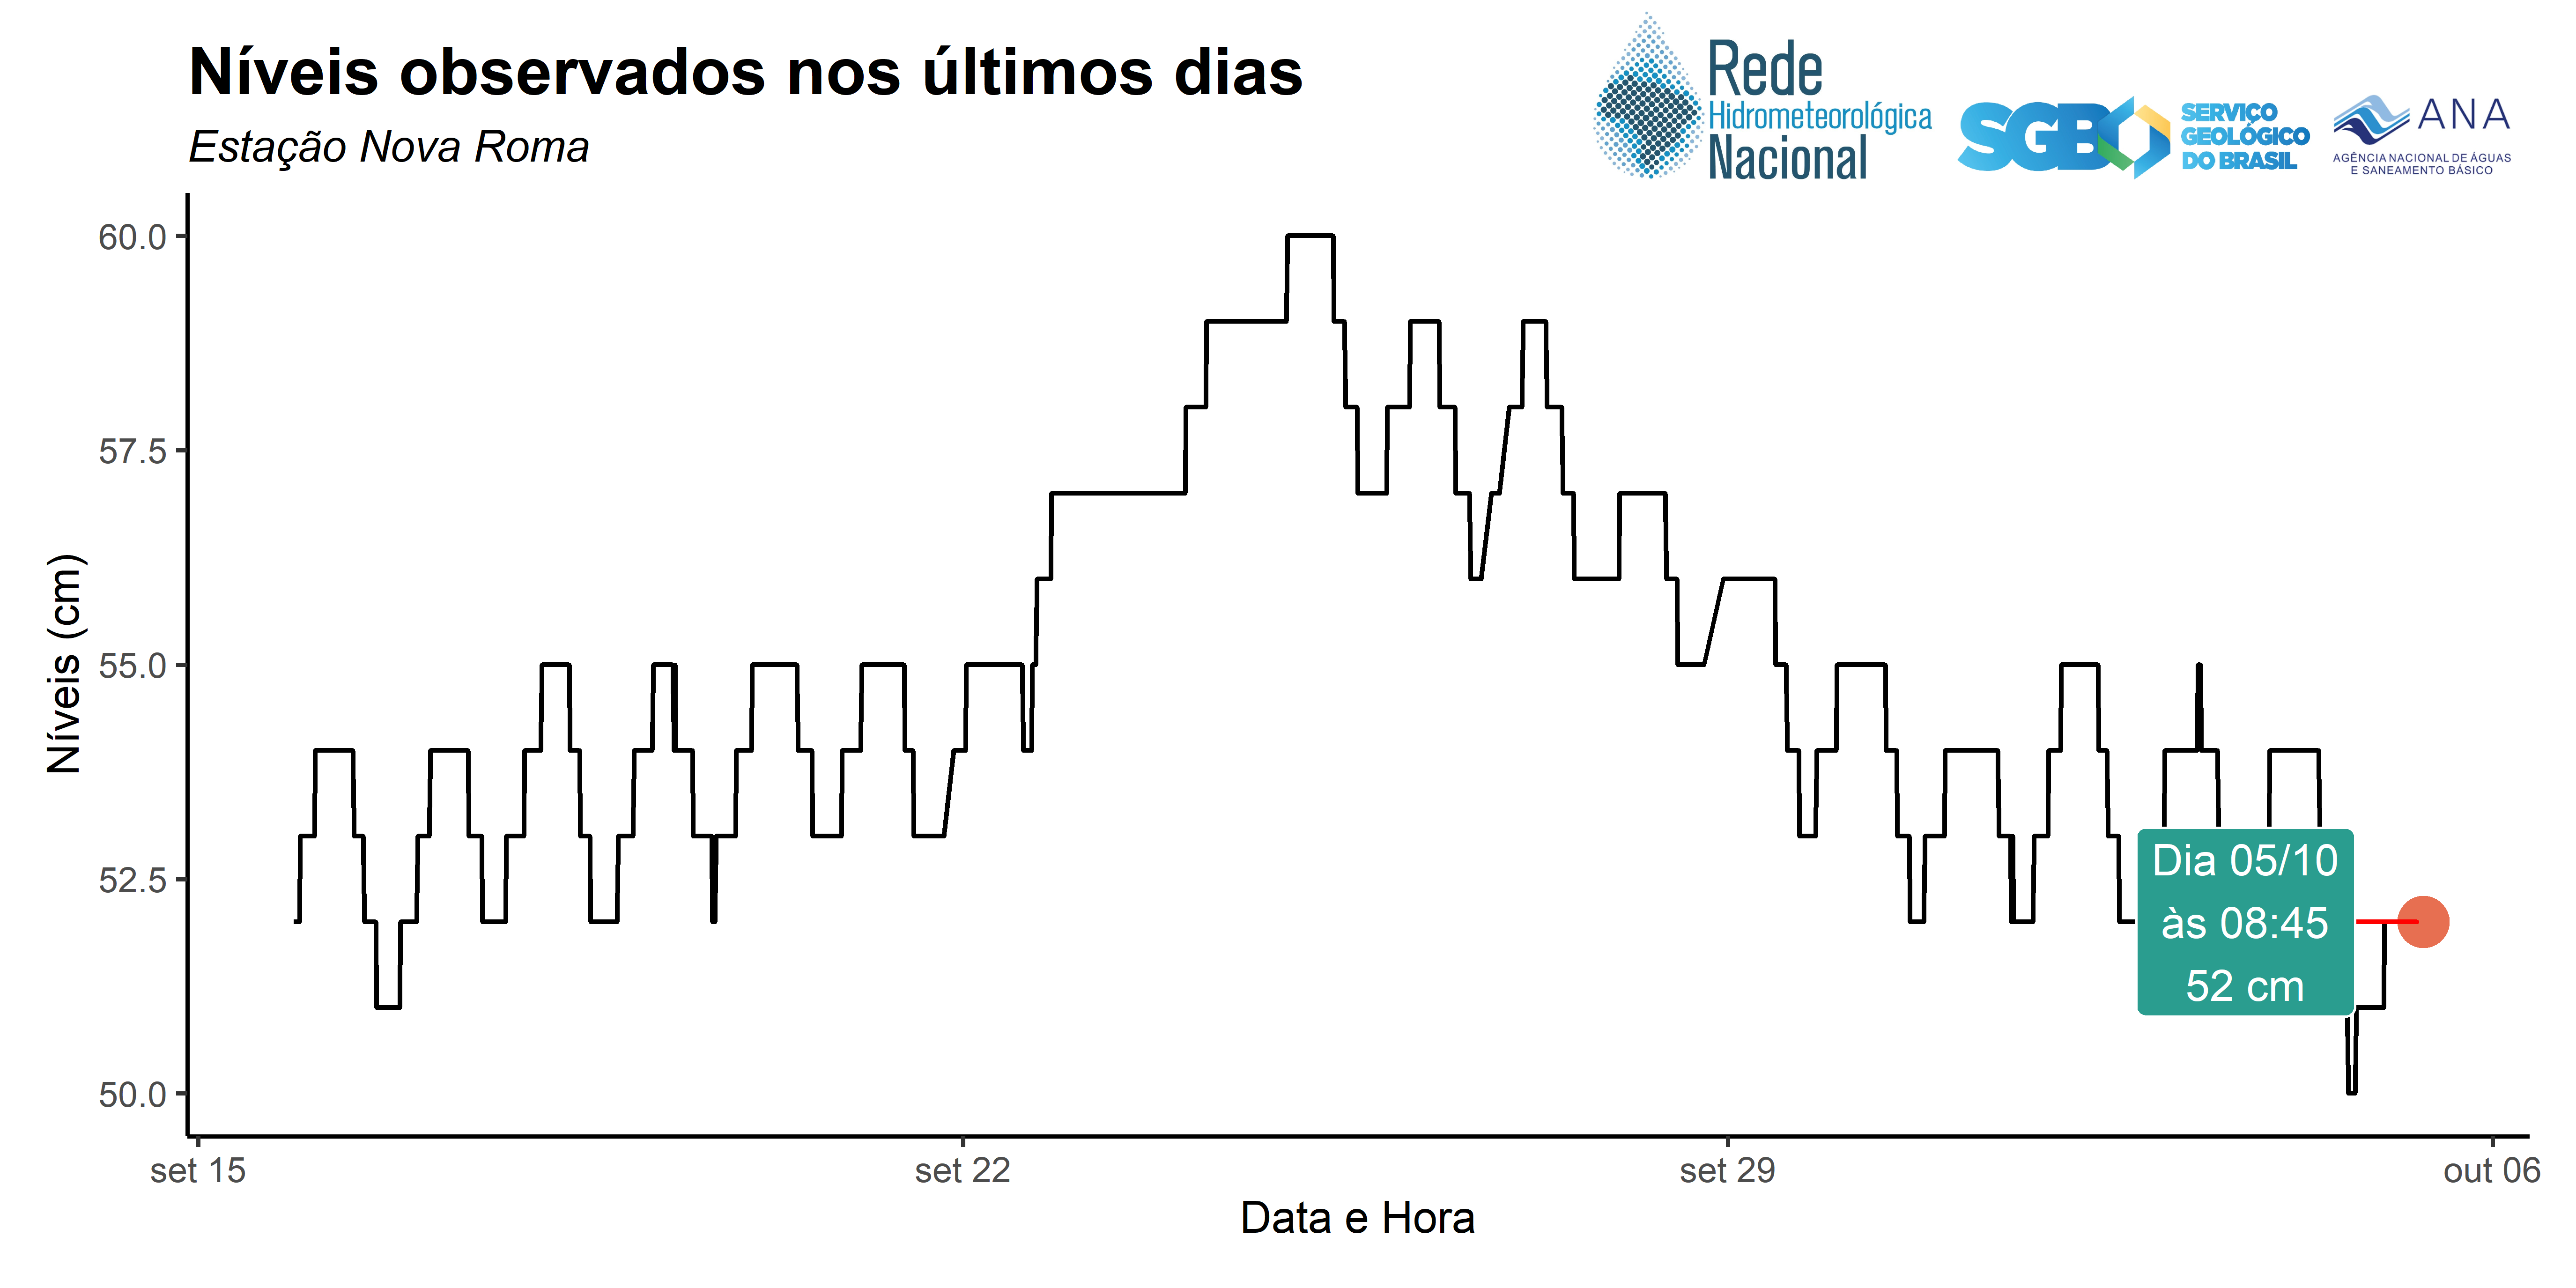 Níveis observados nos últimos dias
Estação Nova Roma
Rede
Hidrometeorológica
Nacional
SGB
SERVIÇO
GEOLÓGICO
DO BRASIL
ANA
AGÊNCIA NACIONAL DE ÁGUAS
E SANEAMENTO BÁSICO
Níveis (cm)
60.0
57.5
55.0
52.5
50.0
Dia 05/10
às 08:45
52 cm
set 15
set 22
set 29
out 06
Data e Hora